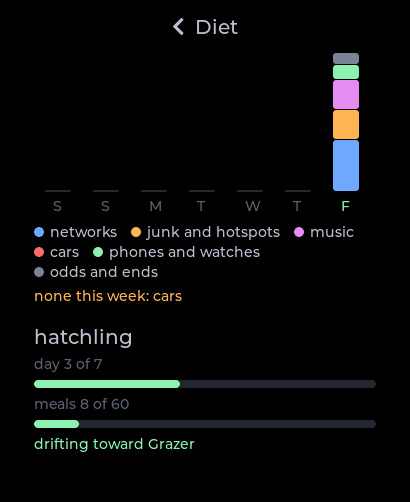 Diet
S S M T W T F
networks junk and hotspots music
cars phones and watches
odds and ends
none this week: cars
hatchling
day 3 of 7
meals 8 of 60
drifting toward Grazer